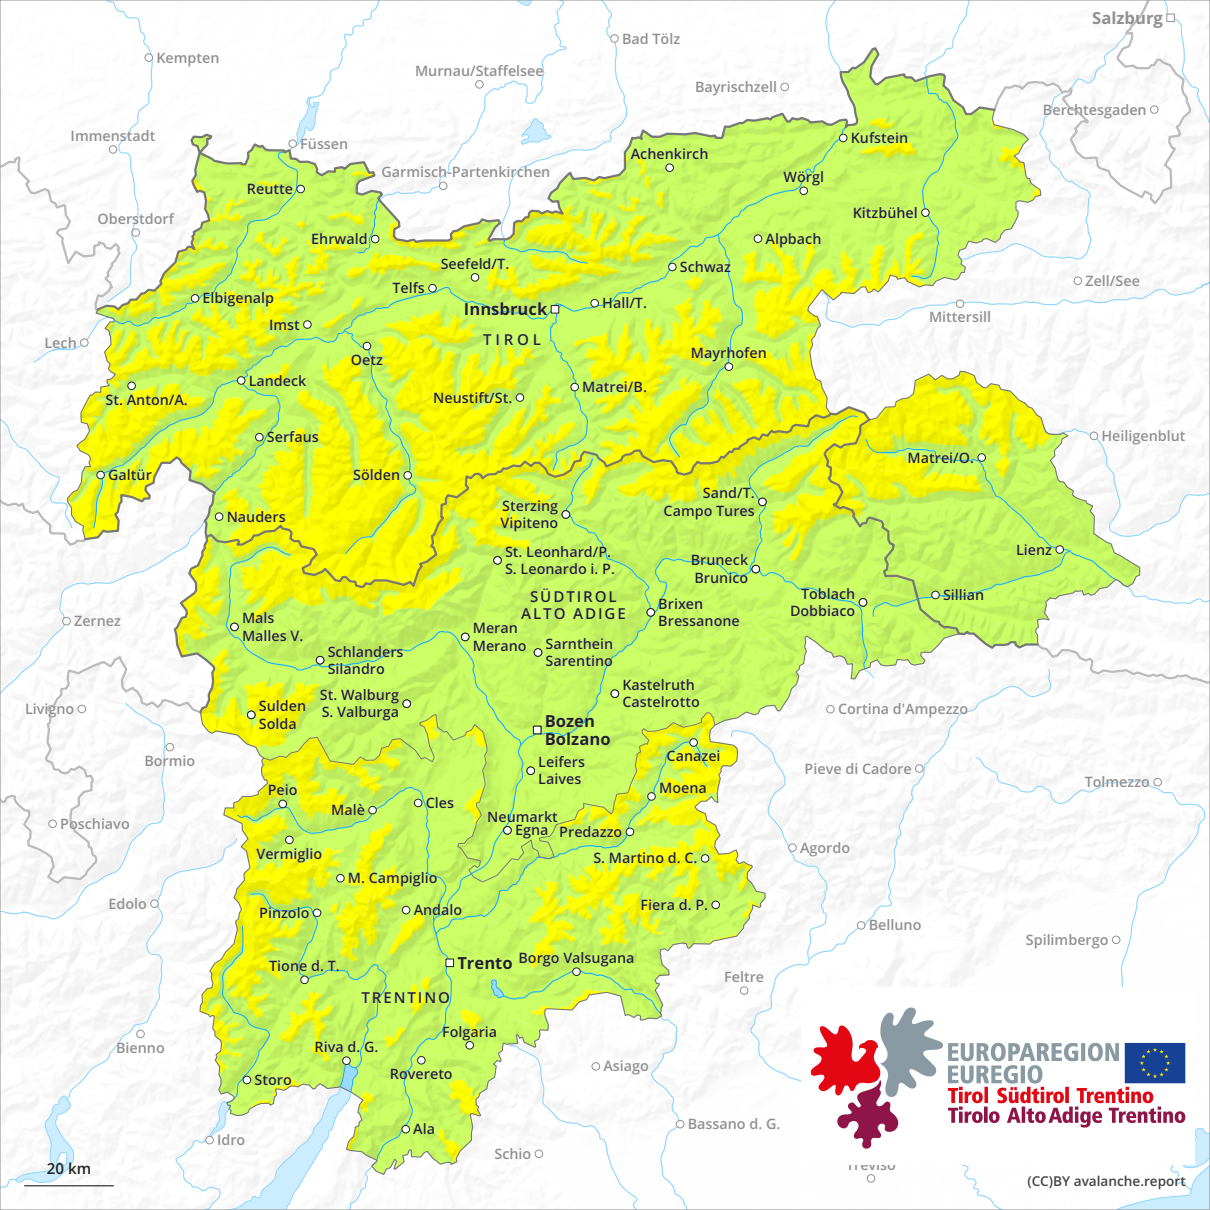 Salzburg
Bad Tölz
Kempten
Murnau/Staffelsee
Bayrischzell
Berchtesgaden
Immenstadt
Füssen
Kufstein
Achenkirch
Garmisch-Partenkirchen
Wörgl
Reutte
Oberstdorf
Kitzbühel
Ehrwald
Alpbach
Seefeld/T.
Schwaz
Zell/See
Telfs
Elbigenalp
Hall/T.
Innsbruck
Mittersill
Imst
TIROL
Lech
Oetz
Mayrhofen
Landeck
Matrei/B.
St. Anton/A.
Neustift/St.
Serfaus
Heiligenblut
Matrei/O.
Galtür
Sölden
Sand/T.
Campo Tures
Sterzing
Vipiteno
Nauders
St. Leonhard/P.
S. Leonardo i. P.
Lienz
Bruneck
Brunico
SÜDTIROL
ALTO ADIGE
Toblach
Dobbiaco
Sillian
Brixen
Bressanone
Zernez
Mals
Malles V.
Meran
Merano
Sarnthein
Sarentino
Schlanders
Silandro
Kastelruth
Castelrotto
St. Walburg
S. Valburga
Livigno
Sulden
Solda
Cortina d'Ampezzo
Bozen
Bolzano
Bormio
Canazei
Leifers
Laives
Pieve di Cadore
Tolmezzo
Peio
Moena
Malè
Cles
Neumarkt
Egna
Poschiavo
Predazzo
Vermiglio
Agordo
S. Martino d. C.
M. Campiglio
Edolo
Pinzolo
Andalo
Fiera d. P.
Belluno
Spilimbergo
Trento
Borgo Valsugana
Tione d. T.
Feltre
TRENTINO
Folgaria
Bienno
Riva d. G.
Asiago
Rovereto
Storo
EUROPAREGION
EUREGIO
Tirol Südtirol Trentino
Tirolo Alto Adige Trentino
Ala
Bassano d. G.
Idro
Schio
Treviso
20 km
(CC)BY avalanche.report